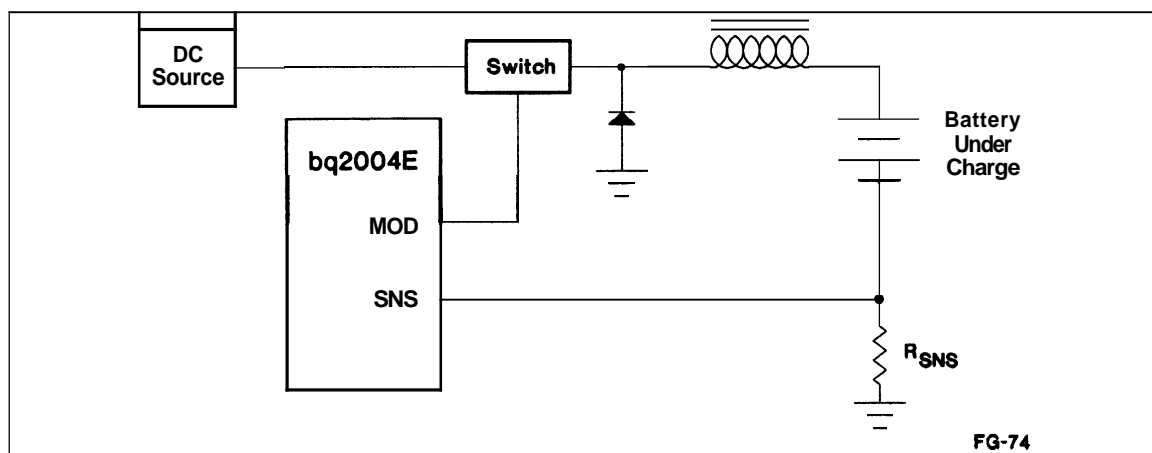 DC
Source
Switch
bq2004E
MOD
SNS
Battery
Under
Charge
RSNS
FG-74